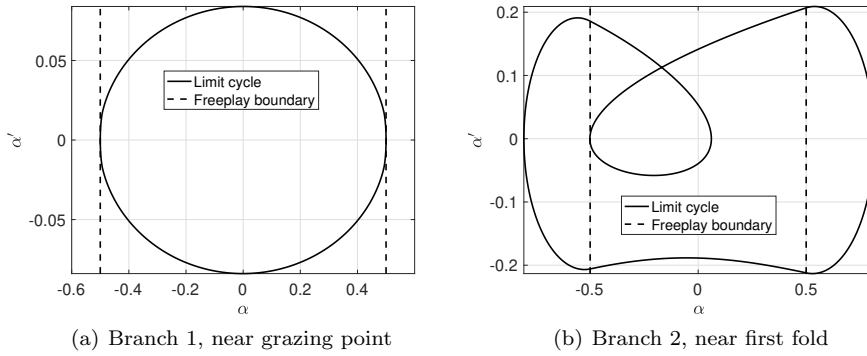 0.05
0
-0.05
α′
-0.6
-0.4
-0.2
0
0.2
0.4
α
Limit cycle
Freeplay boundary
(a) Branch 1, near grazing point
0.2
0.1
0
-0.1
-0.2
α′
-0.5
0
0.5
α
Limit cycle
Freeplay boundary
(b) Branch 2, near first fold